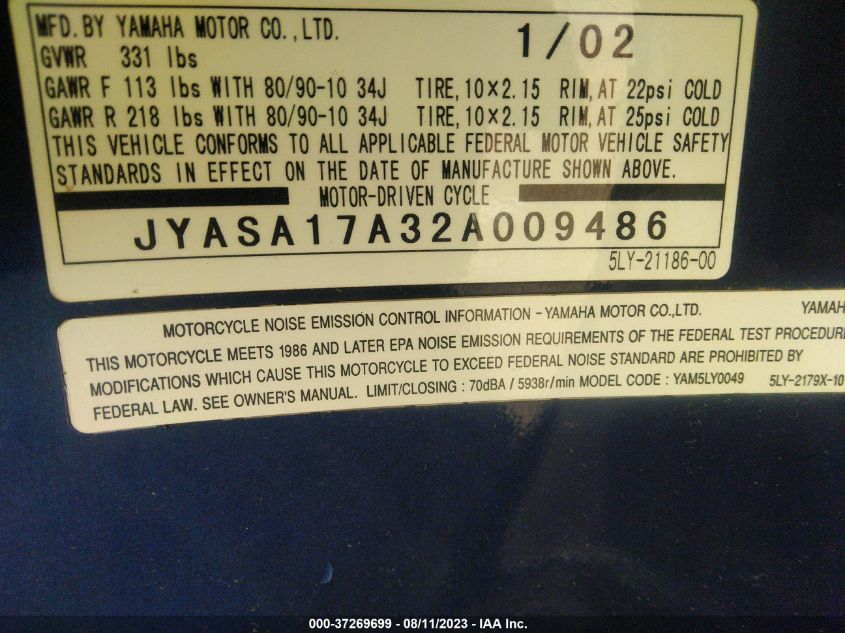 MFD. BY YAMAHA MOTOR CO.,LTD. 1/02
GVWR 331 lbs
GAWR F 113 lbs WITH 80/90-10 34J TIRE, 10×2.15 RIM, AT 22psi COLD
GAWR R 218 lbs WITH 80/90-10 34J TIRE, 10×2.15 RIM, AT 25psi COLD
THIS VEHICLE CONFORMS TO ALL APPLICABLE FEDERAL MOTOR VEHICLE SAFETY
STANDARDS IN EFFECT ON THE DATE OF MANUFACTURE SHOWN ABOVE.
MOTOR-DRIVEN CYCLE
JYASA17A32A009486
5LY-21186-00
MOTORCYCLE NOISE EMISSION CONTROL INFORMATION - YAMAHA MOTOR CO.,LTD. YAMAH
THIS MOTORCYCLE MEETS 1986 AND LATER EPA NOISE EMISSION REQUIREMENTS OF THE FEDERAL TEST PROCEDURE
MODIFICATIONS WHICH CAUSE THIS MOTORCYCLE TO EXCEED FEDERAL NOISE STANDARD ARE PROHIBITED BY
FEDERAL LAW. SEE OWNER'S MANUAL. LIMIT/CLOSING : 70dBA / 5938r/min MODEL CODE : YAM5LY0049 5LY-2179X-10
000-37269699 - 08/11/2023 - IAA Inc.